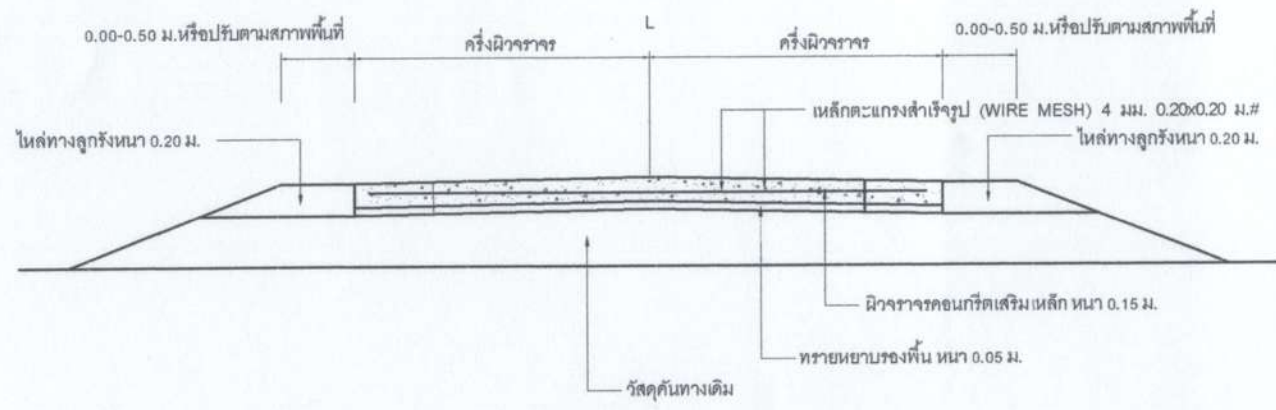 0.00-0.50 ม.หรือปรับตามสภาพพื้นที่
L
0.00-0.50 ม.หรือปรับตามสภาพพื้นที่
ครึ่งผิวจราจร
ครึ่งผิวจราจร
เหล็กตะแกรงสำเร็จรูป (WIRE MESH) 4 มม. 0.20x0.20 ม.#
ไหล่ทางลูกรังหนา 0.20 ม.
ไหล่ทางลูกรังหนา 0.20 ม.
ผิวจราจรคอนกรีตเสริมเหล็ก หนา 0.15 ม.
ทรายหยาบรองพื้น หนา 0.05 ม.
วัสดุคันทางเดิม